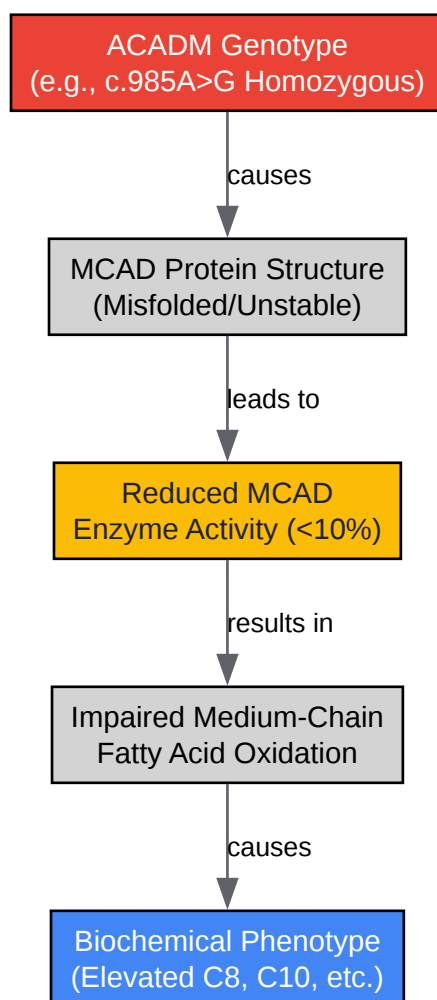 ACADM Genotype
(e.g., c.985A>G Homozygous)
causes
MCAD Protein Structure
(Misfolded/Unstable)
leads to
Reduced MCAD
Enzyme Activity (<10%)
results in
Impaired Medium-Chain
Fatty Acid Oxidation
causes
Biochemical Phenotype
(Elevated C8, C10, etc.)